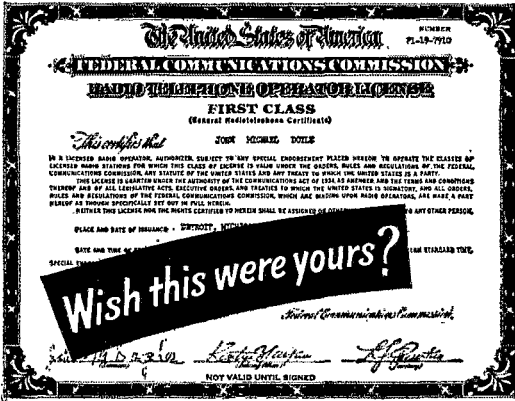 The United States of America
NUMBER
P1-19-7910
FEDERAL COMMUNICATIONS COMMISSION
RADIO TELEPHONE OPERATOR LICENSE
FIRST CLASS
(General Radiotelephone Certificate)
This certifies that JOHN MICHAEL DOYLE
IS A LICENSED RADIO OPERATOR, AUTHORIZED, SUBJECT TO ANY SPECIAL ENDORSEMENT PLACED HEREON TO OPERATE THE CLASSES OF
LICENSED RADIO STATIONS FOR WHICH THIS CLASS OF LICENSE IS VALID UNDER THE ORDERS, RULES AND REGULATIONS OF THE FEDERAL
COMMUNICATIONS COMMISSION, ANY STATUTE OF THE UNITED STATES AND ANY TREATY TO WHICH THE UNITED STATES IS A PARTY.
THIS LICENSE IS GRANTED UNDER THE AUTHORITY OF THE COMMUNICATIONS ACT OF 1934, AS AMENDED AND THE TERMS AND CONDITIONS
THEREOF AND OF ALL LEGISLATIVE ACTS, EXECUTIVE ORDERS, AND TREATIES TO WHICH THE UNITED STATES IS SIGNATORY, AND ALL ORDERS,
RULES AND REGULATIONS OF THE FEDERAL COMMUNICATIONS COMMISSION, WHICH ARE BINDING UPON RADIO OPERATORS, ARE MADE A PART
HEREOF AS THOUGH SPECIFICALLY SET OUT IN FULL HEREIN.
NEITHER THIS LICENSE NOR THE RIGHTS CERTIFIED TO HEREIN SHALL BE ASSIGNED OR TO ANY OTHER PERSON.
PLACE AND DATE OF ISSUANCE - DETROIT,
DATE AND TIME OF STANDARD TIME,
SPECIAL
Wish this were yours?
Federal Communications Commission.
NOT VALID UNTIL SIGNED